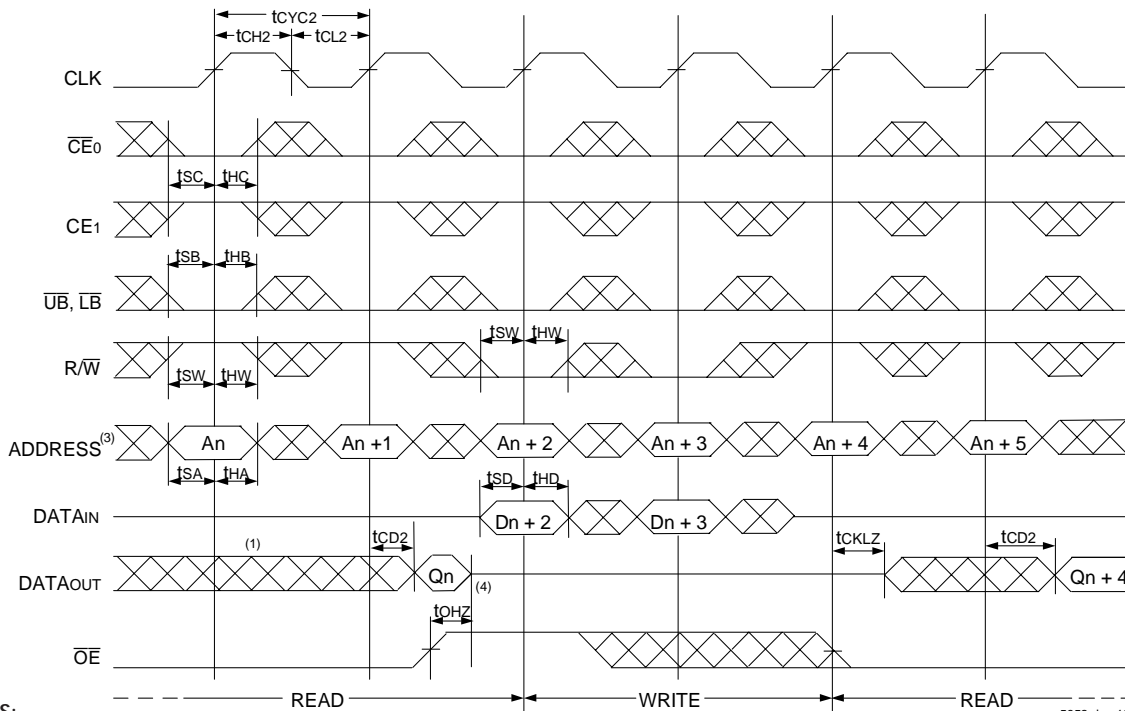 tCYC2
tCH2 tCL2
CLK
CE0
tSC tHC
CE1
tSB tHB
UB, LB
tSW tHW
R/W
tSW tHW
ADDRESS(3) An An +1 An + 2 An + 3 An + 4 An + 5
tSA tHA tSD tHD
DATAIN Dn + 2 Dn + 3
(1) tCD2 tCKLZ tCD2
DATAOUT Qn (4) Qn + 4
tOHZ
OE
READ WRITE READ